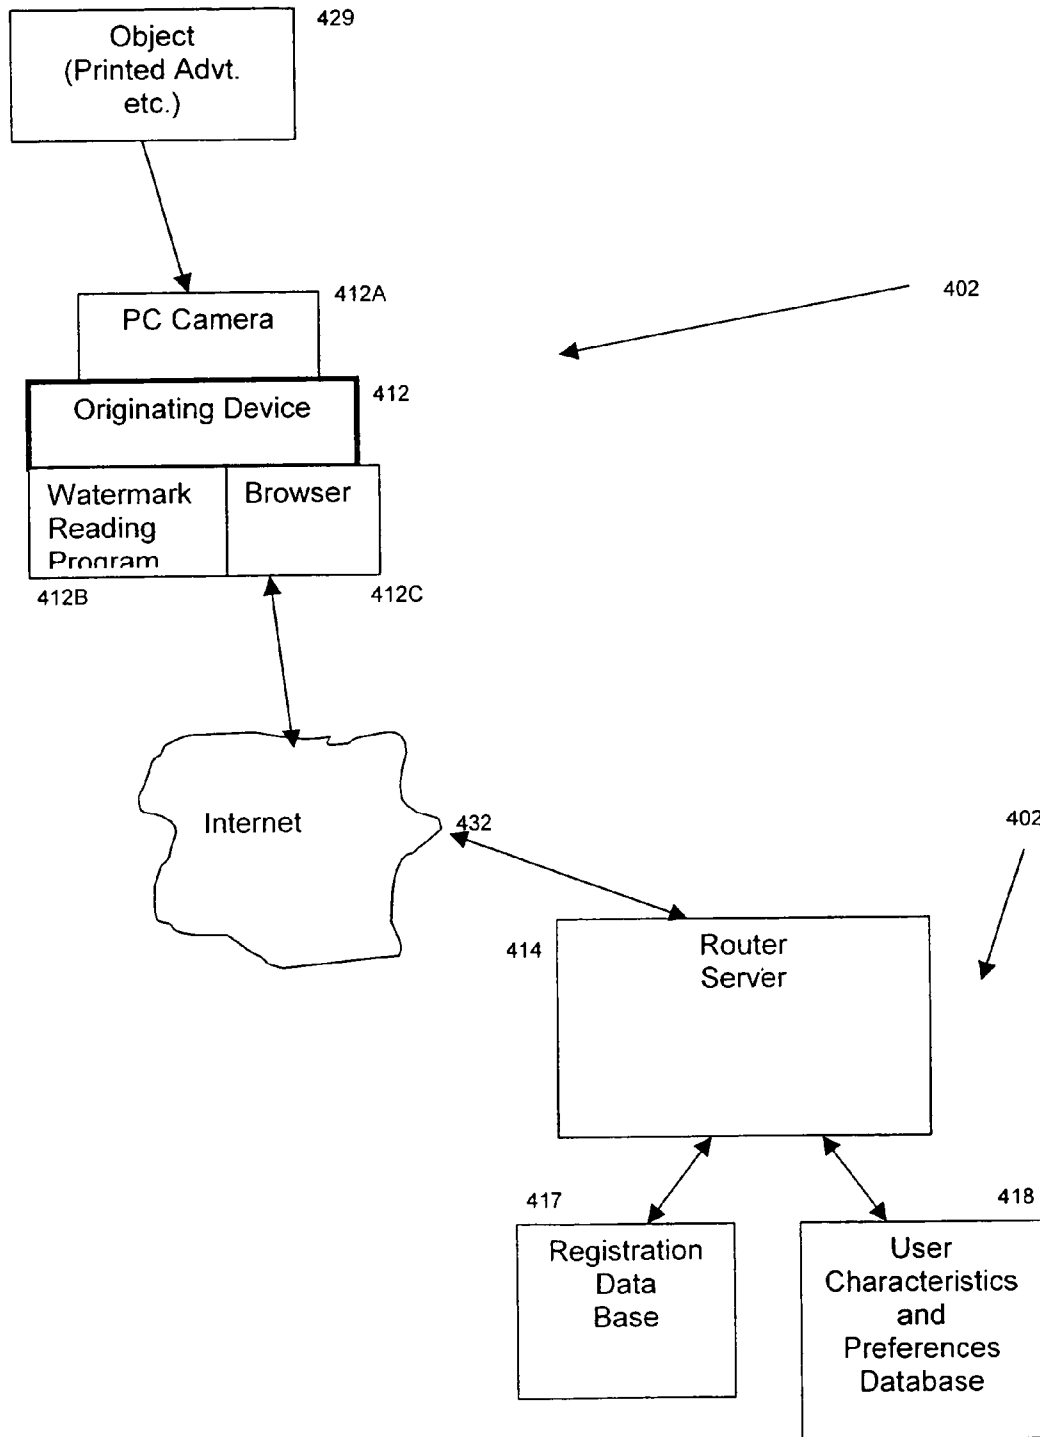 429
Object
(Printed Advt.
etc.)
412A
PC Camera
402
412
Originating Device
Watermark
Reading
Program
Browser
412B
412C
Internet
432
402
414
Router
Server
417
418
Registration
Data
Base
User
Characteristics
and
Preferences
Database